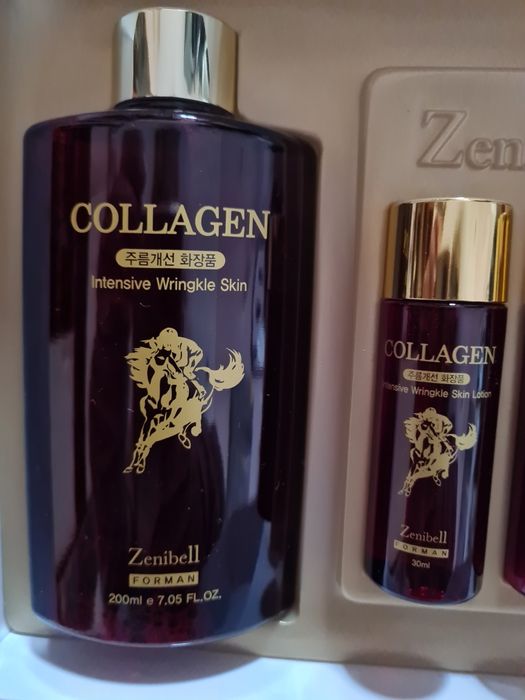 COLLAGEN
주름개선 화장품
Intensive Wringkle Skin
Zenibell
FORMAN
200ml e 7.05 FL.OZ.
Zen
COLLAGEN
주름개선 화장품
Intensive Wringkle Skin Lotion
Zenibell
FORMAN
30ml